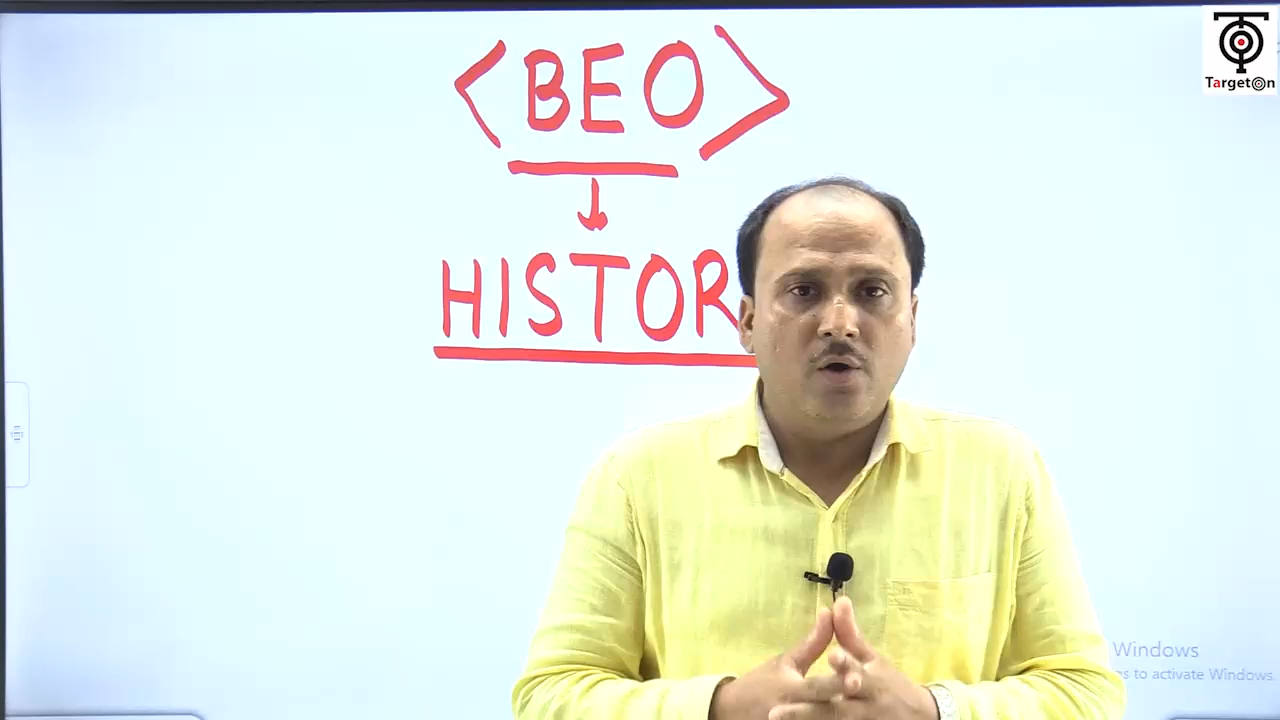 <BEO>
HISTOR
TargetOn
Windows
to activate Windows.